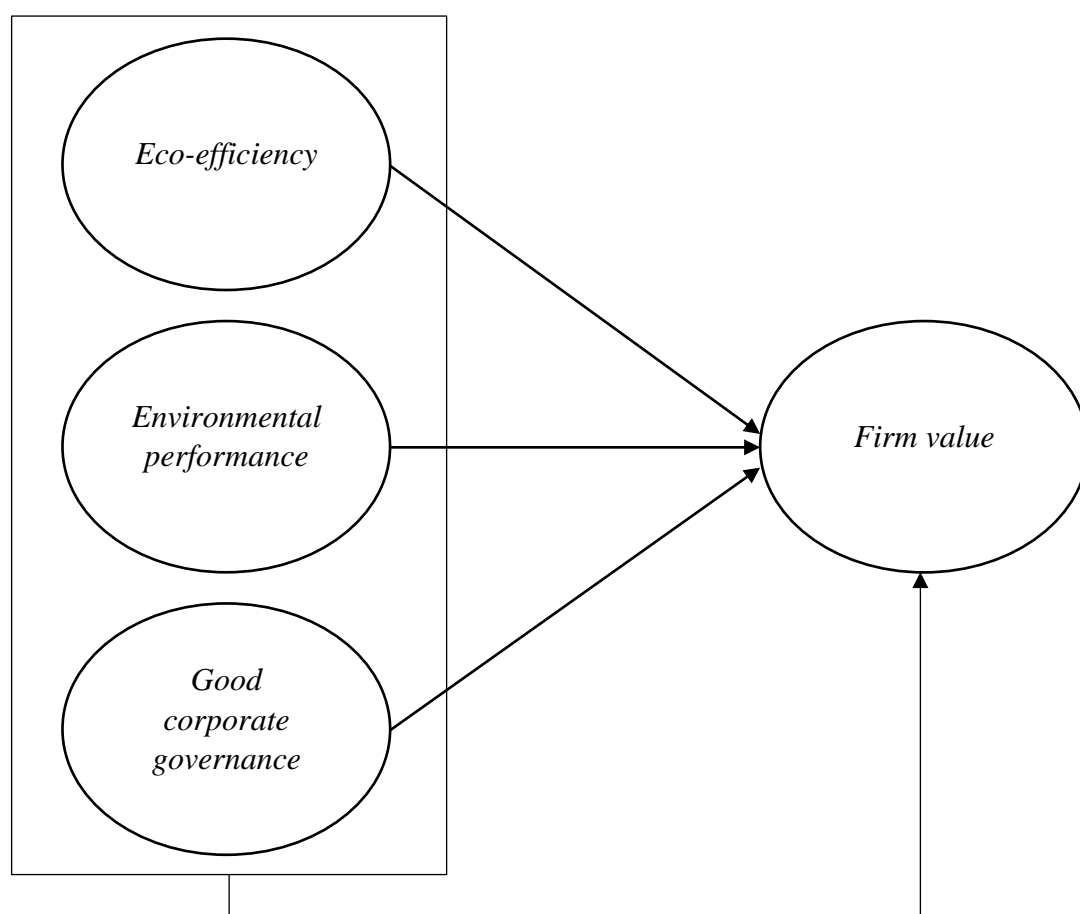 Eco-efficiency
Environmental
performance
Firm value
Good
corporate
governance